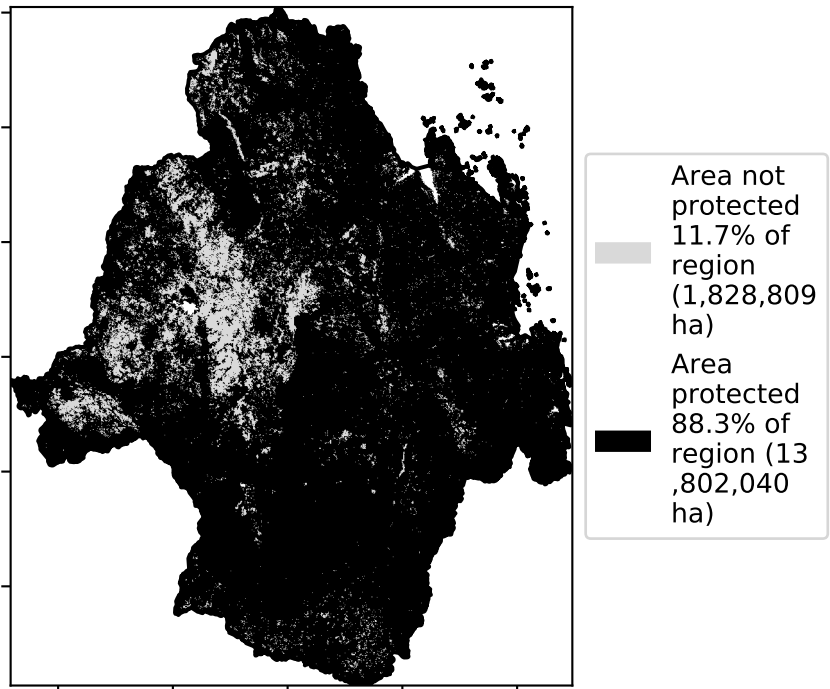 Area not
protected
11.7% of
region
(1,828,809
ha)
Area
protected
88.3% of
region (13
,802,040
ha)